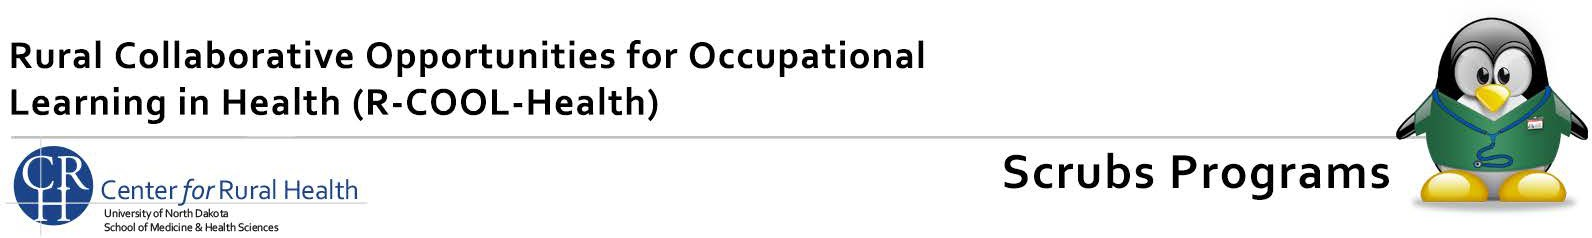 Rural Collaborative Opportunities for Occupational
Learning in Health (R-COOL-Health)
Scrubs Programs
CRH
Center for Rural Health
University of North Dakota
School of Medicine & Health Sciences